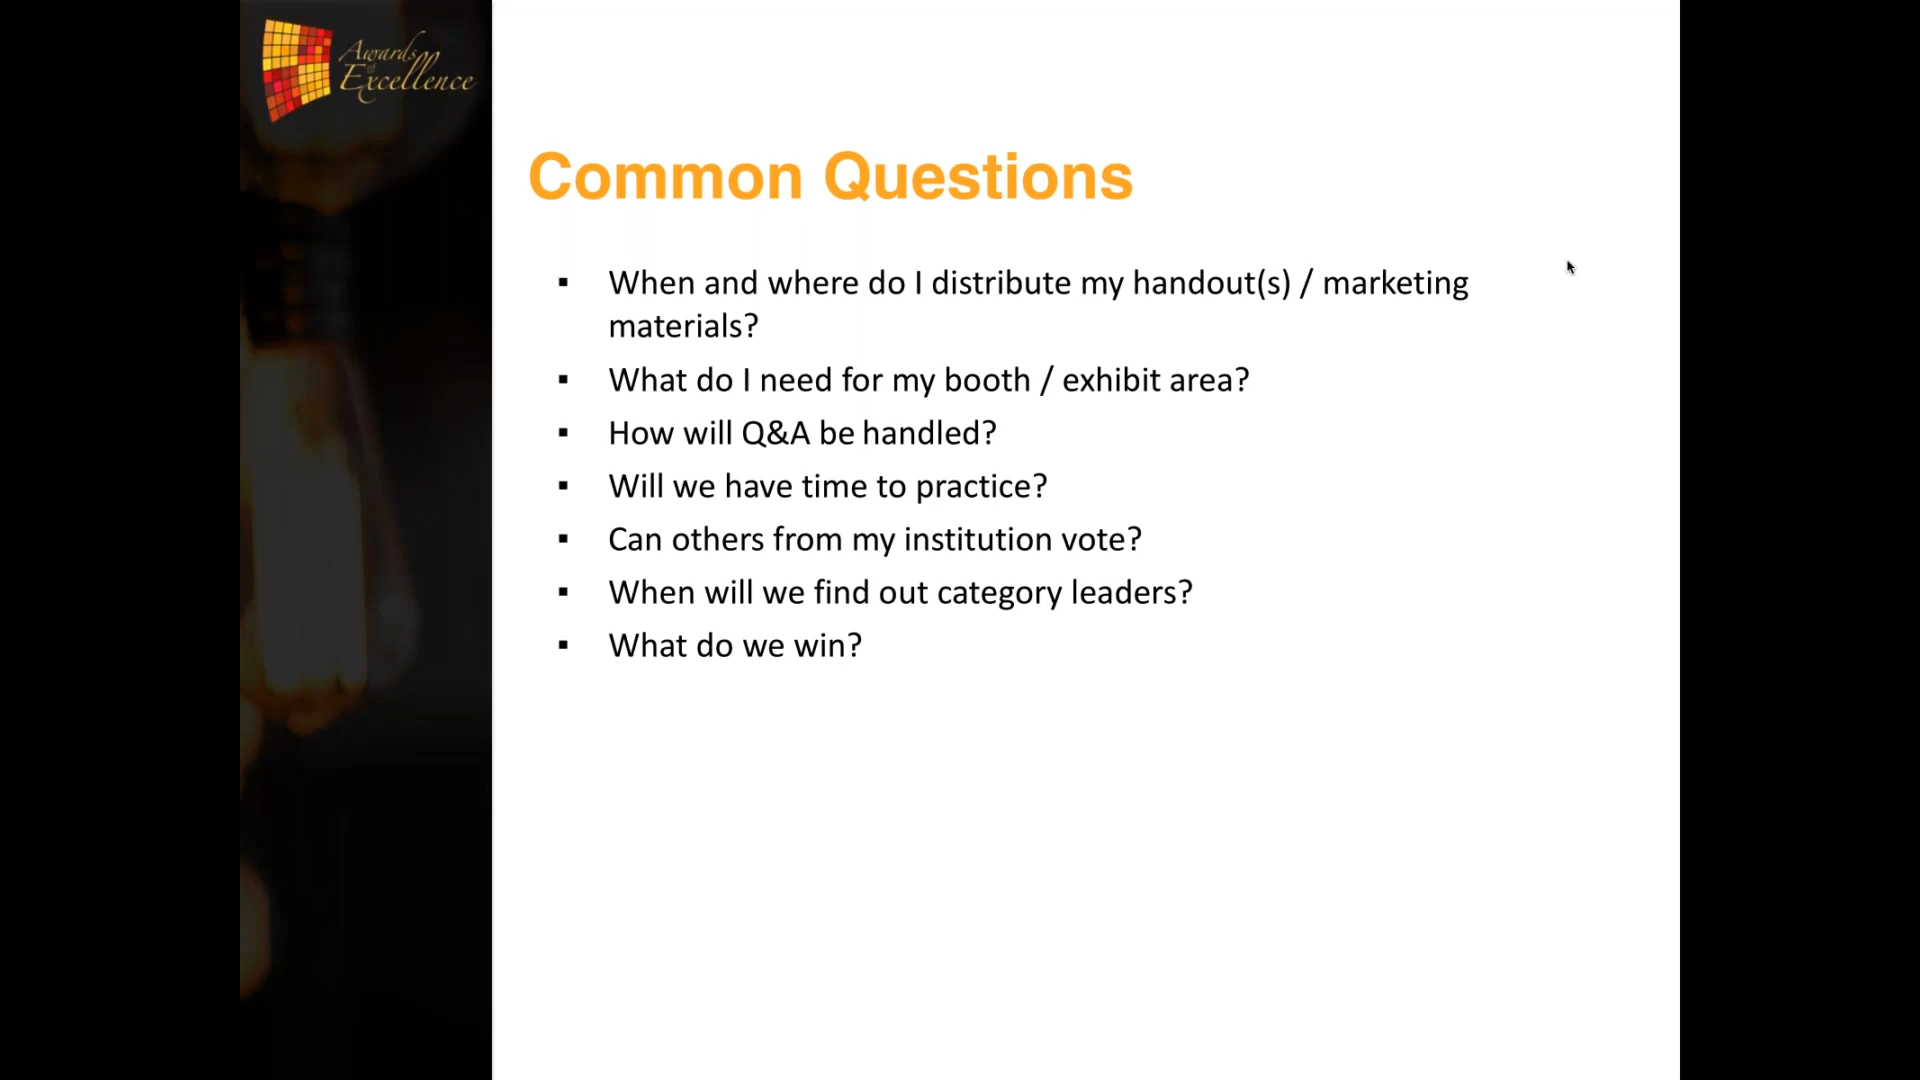 Awards
of
Excellence
Common Questions
▪ When and where do I distribute my handout(s) / marketing
materials?
▪ What do I need for my booth / exhibit area?
▪ How will Q&A be handled?
▪ Will we have time to practice?
▪ Can others from my institution vote?
▪ When will we find out category leaders?
▪ What do we win?